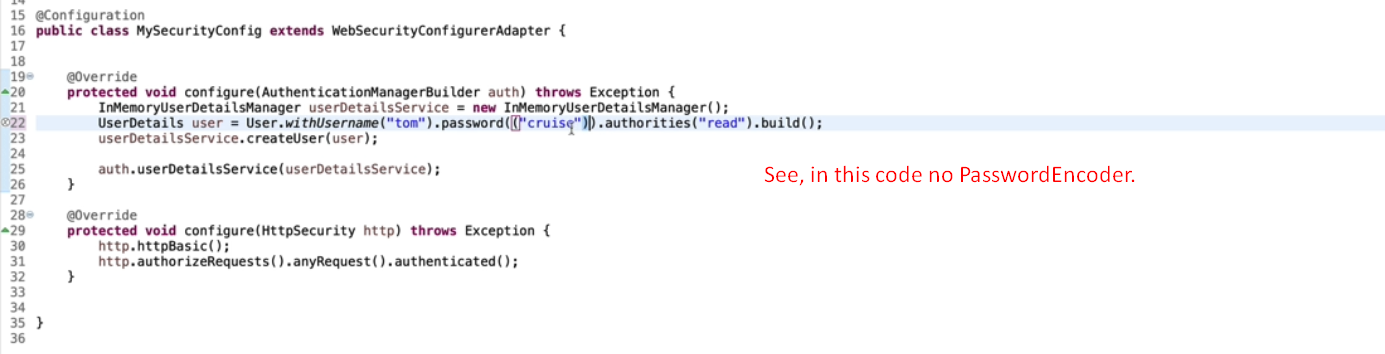 14
15 @Configuration
16 public class MySecurityConfig extends WebSecurityConfigurerAdapter {
17
18
19 @Override
20 protected void configure(AuthenticationManagerBuilder auth) throws Exception {
21 InMemoryUserDetailsManager userDetailsService = new InMemoryUserDetailsManager();
22 UserDetails user = User.withUsername("tom").password(("cruise")).authorities("read").build();
23 userDetailsService.createUser(user);
24
25 auth.userDetailsService(userDetailsService);
See, in this code no PasswordEncoder.
26 }
27
28 @Override
29 protected void configure(HttpSecurity http) throws Exception {
30 http.httpBasic();
31 http.authorizeRequests().anyRequest().authenticated();
32 }
33
34
35 }
36